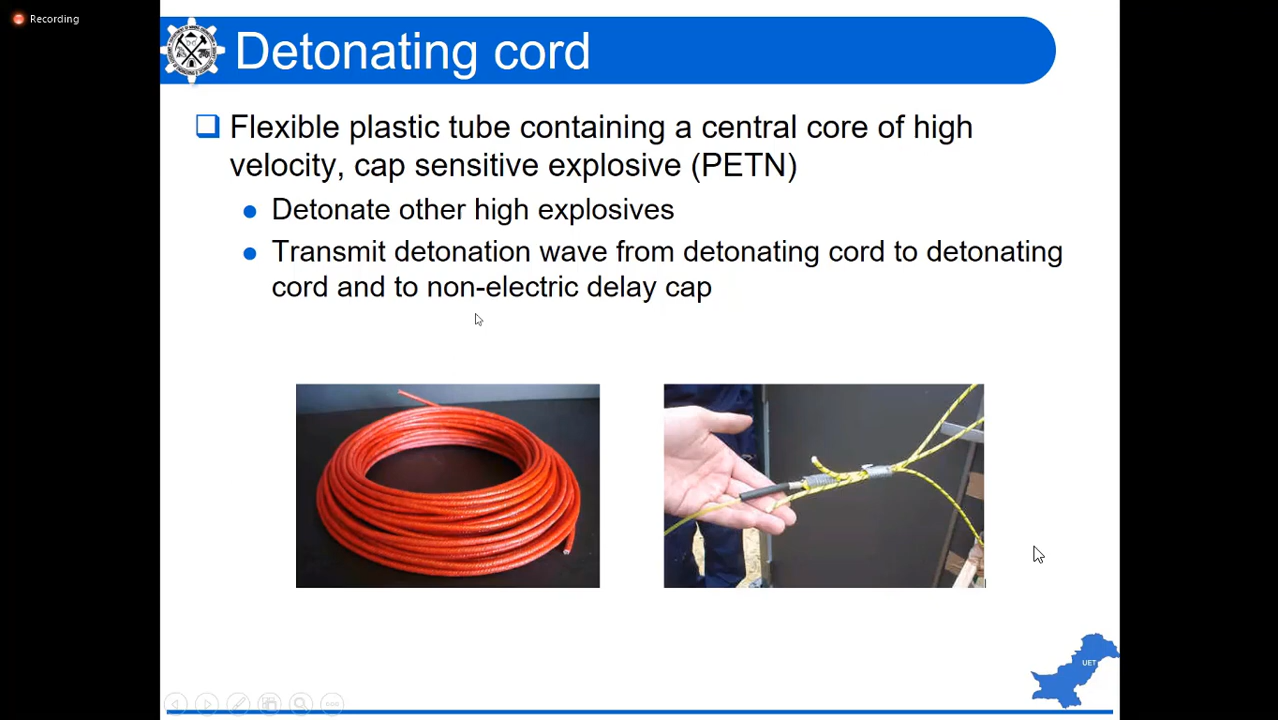 Recording
Detonating cord
Flexible plastic tube containing a central core of high
velocity, cap sensitive explosive (PETN)
Detonate other high explosives
Transmit detonation wave from detonating cord to detonating
cord and to non-electric delay cap
UET